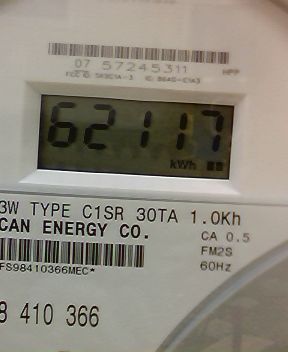 07 57245311
HPP
62117
kWh
3W TYPE C1SR 30TA 1.0Kh
CAN ENERGY CO.
CA 0.5
FM2S
60Hz
FS98410366MEC*
8 410 366